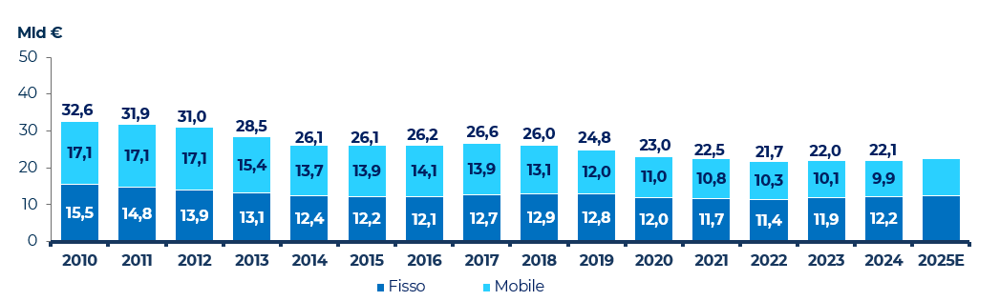 Mld €
50
40
30
20
10
0
32,6 31,9 31,0 28,5 26,1 26,1 26,2 26,6 26,0 24,8 23,0 22,5 21,7 22,0 22,1
17,1 17,1 17,1 15,4 13,7 13,9 14,1 13,9 13,1 12,0 11,0 10,8 10,3 10,1 9,9
15,5 14,8 13,9 13,1 12,4 12,2 12,1 12,7 12,9 12,8 12,0 11,7 11,4 11,9 12,2
2010 2011 2012 2013 2014 2015 2016 2017 2018 2019 2020 2021 2022 2023 2024 2025E
Fisso Mobile